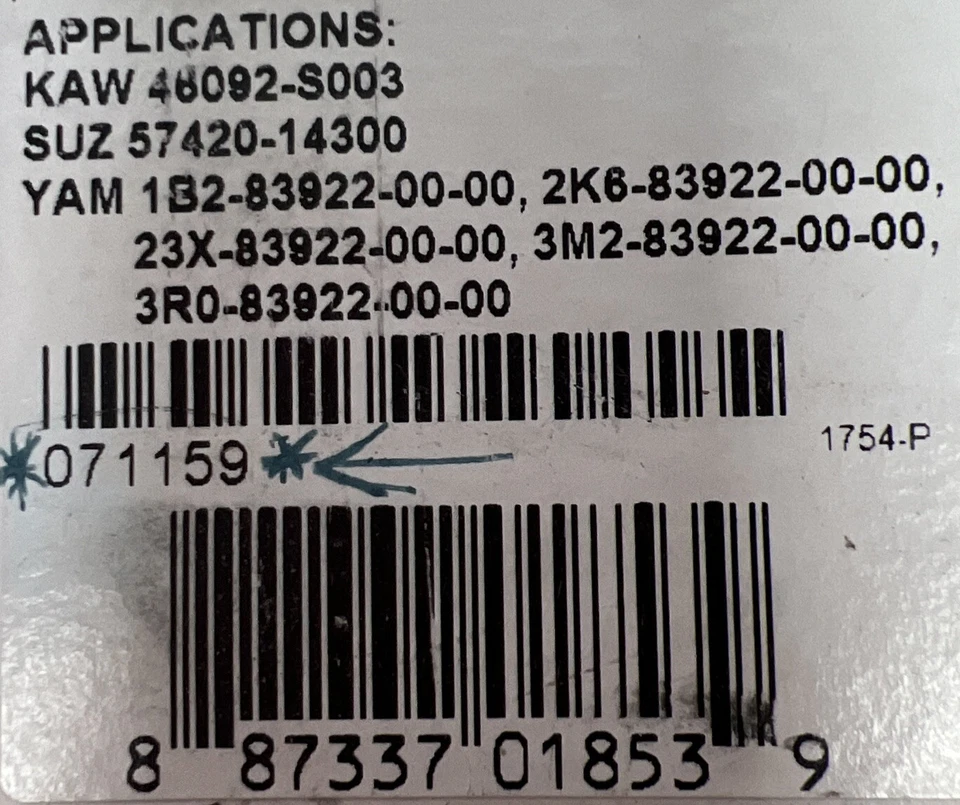 APPLICATIONS:
KAW 46092-S003
SUZ 57420-14300
YAM 1B2-83922-00-00, 2K6-83922-00-00,
23X-83922-00-00, 3M2-83922-00-00,
3R0-83922-00-00
*071159*
1754-P
8 87337 01853 9